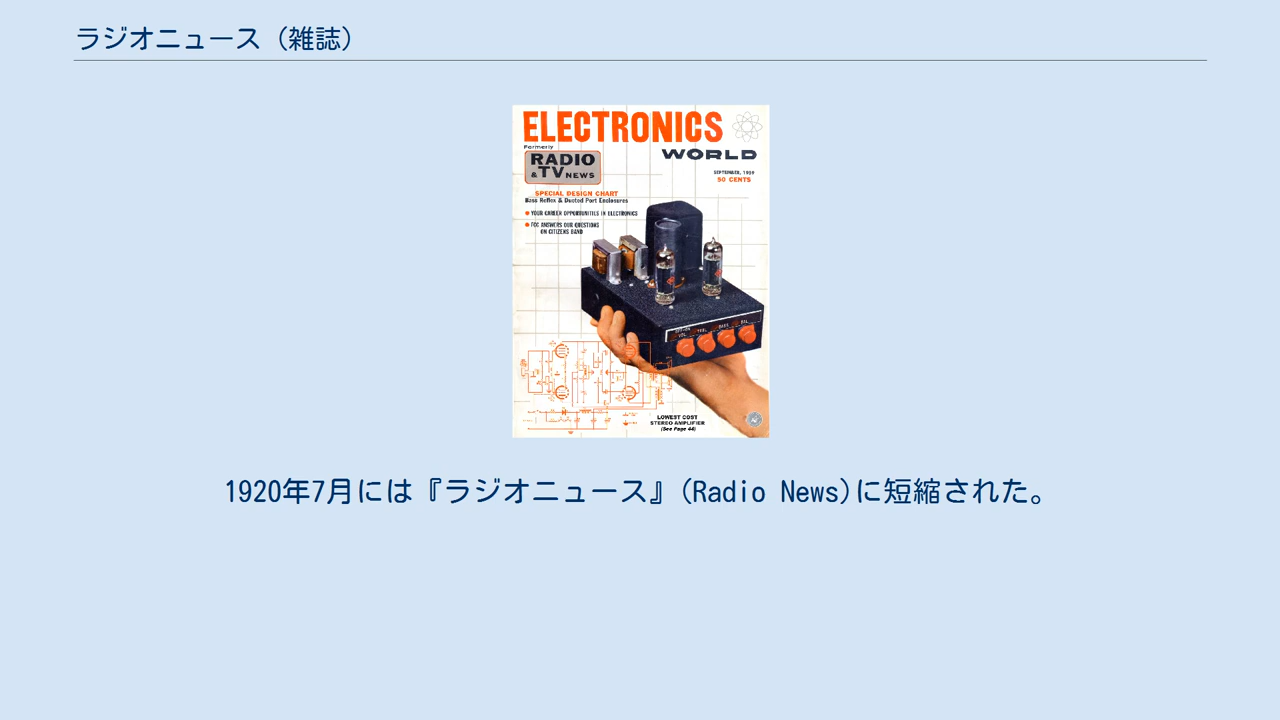 ラジオニュース（雑誌）
ELECTRONICS
WORLD
Formerly
RADIO
& TV NEWS
SEPTEMBER, 1959
50 CENTS
SPECIAL DESIGN CHART
Bass Reflex & Ducted Port Enclosures
YOUR CAREER OPPORTUNITIES IN ELECTRONICS
FCC ANSWERS OUR QUESTIONS
ON CITIZENS BAND
LOWEST COST
STEREO AMPLIFIER
(See Page 44)
1920年7月には『ラジオニュース』(Radio News)に短縮された。